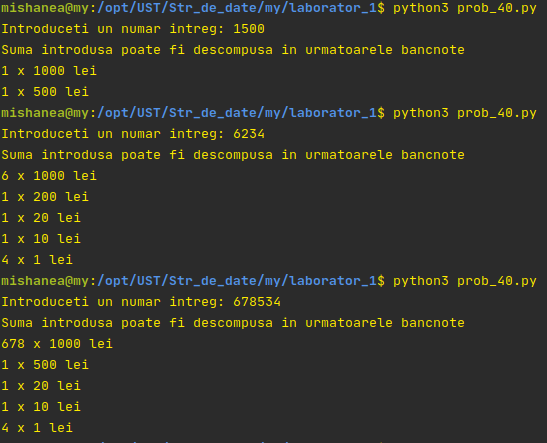 mishanea@my:/opt/UST/Str_de_date/my/laborator_1$ python3 prob_40.py
Introduceti un numar intreg: 1500
Suma introdusa poate fi descompusa in urmatoarele bancnote
1 x 1000 lei
1 x 500 lei
mishanea@my:/opt/UST/Str_de_date/my/laborator_1$ python3 prob_40.py
Introduceti un numar intreg: 6234
Suma introdusa poate fi descompusa in urmatoarele bancnote
6 x 1000 lei
1 x 200 lei
1 x 20 lei
1 x 10 lei
4 x 1 lei
mishanea@my:/opt/UST/Str_de_date/my/laborator_1$ python3 prob_40.py
Introduceti un numar intreg: 678534
Suma introdusa poate fi descompusa in urmatoarele bancnote
678 x 1000 lei
1 x 500 lei
1 x 20 lei
1 x 10 lei
4 x 1 lei